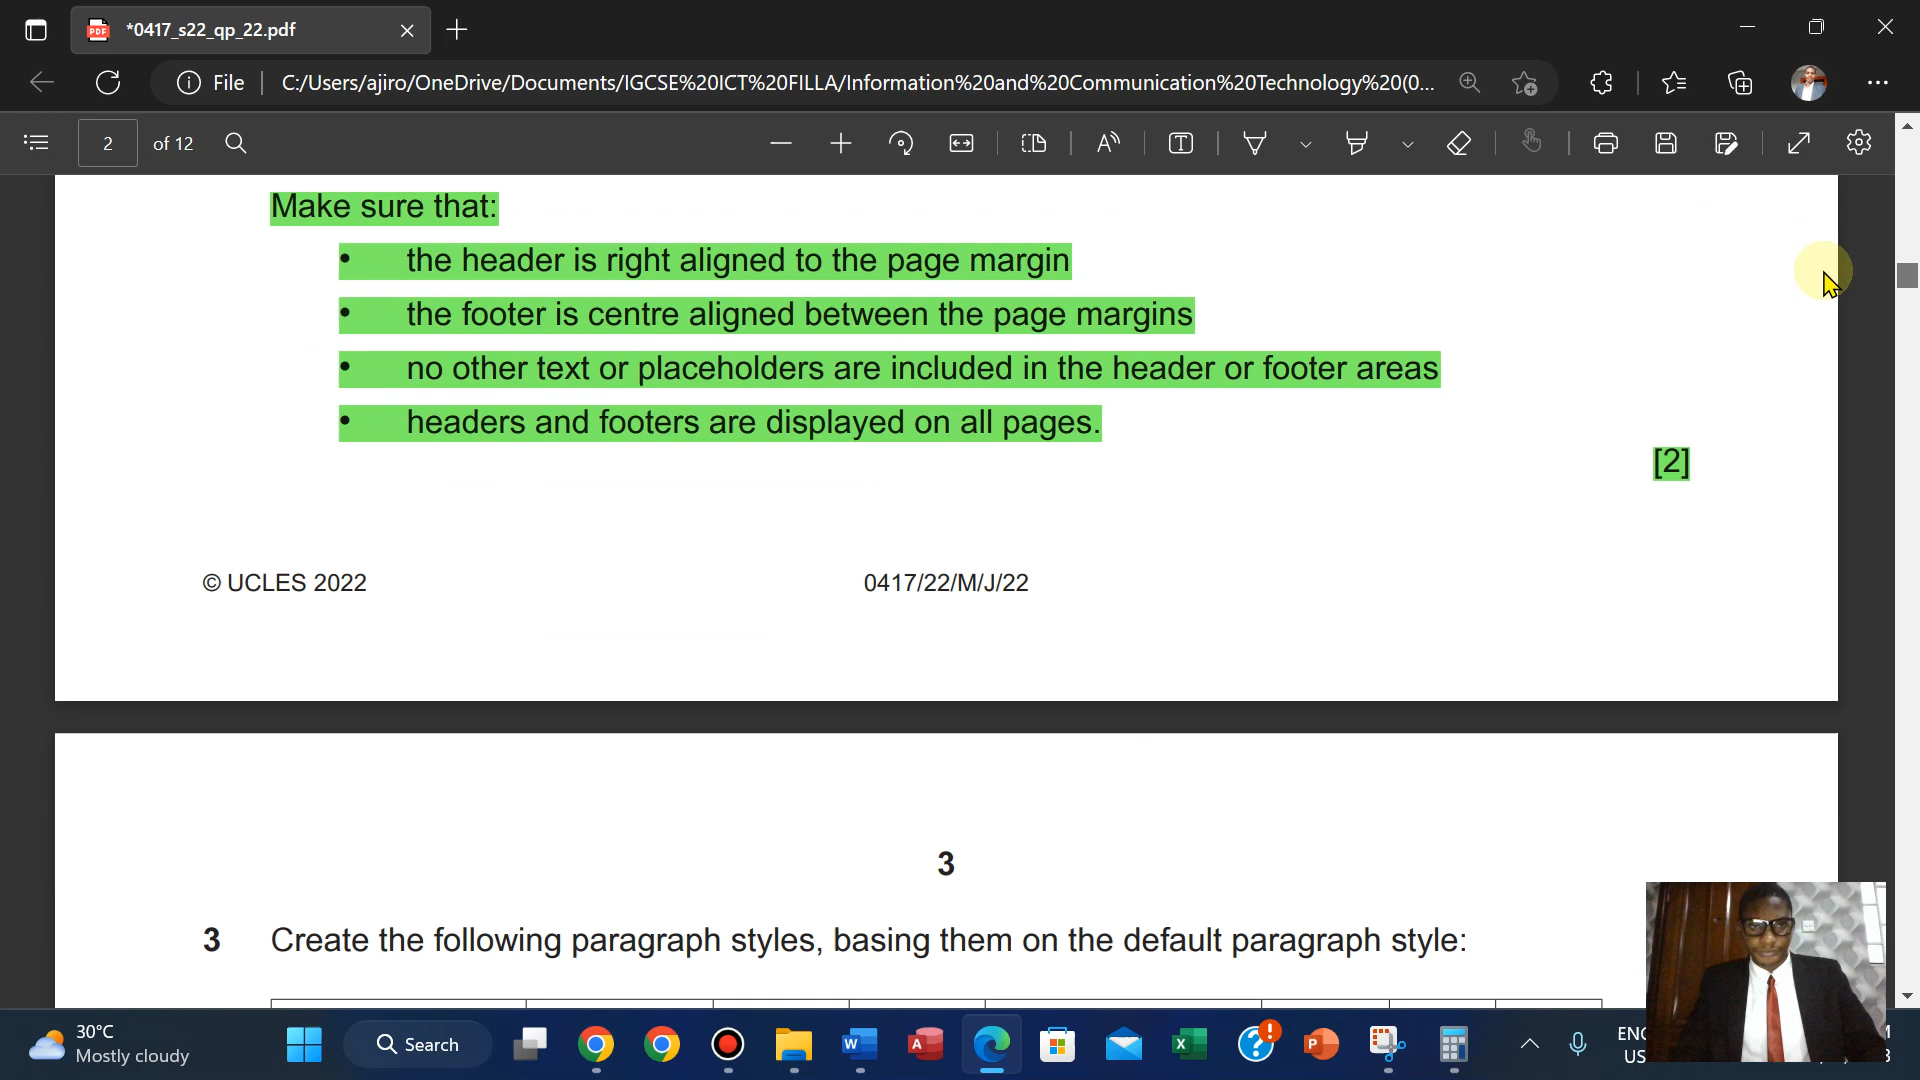 *0417_s22_qp_22.pdf
File
C:/Users/ajiro/OneDrive/Documents/IGCSE%20ICT%20FILLA/Information%20and%20Communication%20Technology%20(0...
2 of 12
Make sure that:
• the header is right aligned to the page margin
• the footer is centre aligned between the page margins
• no other text or placeholders are included in the header or footer areas
• headers and footers are displayed on all pages.
[2]
© UCLES 2022 0417/22/M/J/22
3
3 Create the following paragraph styles, basing them on the default paragraph style:
30°C
Mostly cloudy
Search
US